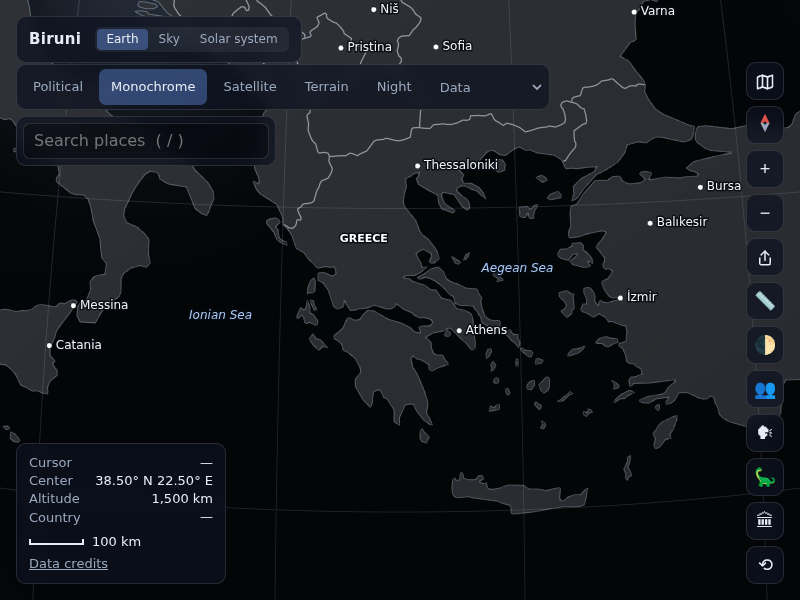 Biruni
Earth
Sky
Solar system
Political
Monochrome
Satellite
Terrain
Night
Data
Search places ( / )
Niš
Varna
Pristina
Sofia
Thessaloniki
Bursa
Balıkesir
GREECE
Aegean Sea
İzmir
Messina
Ionian Sea
Athens
Catania
+
−
Cursor —
Center 38.50° N 22.50° E
Altitude 1,500 km
Country —
100 km
Data credits